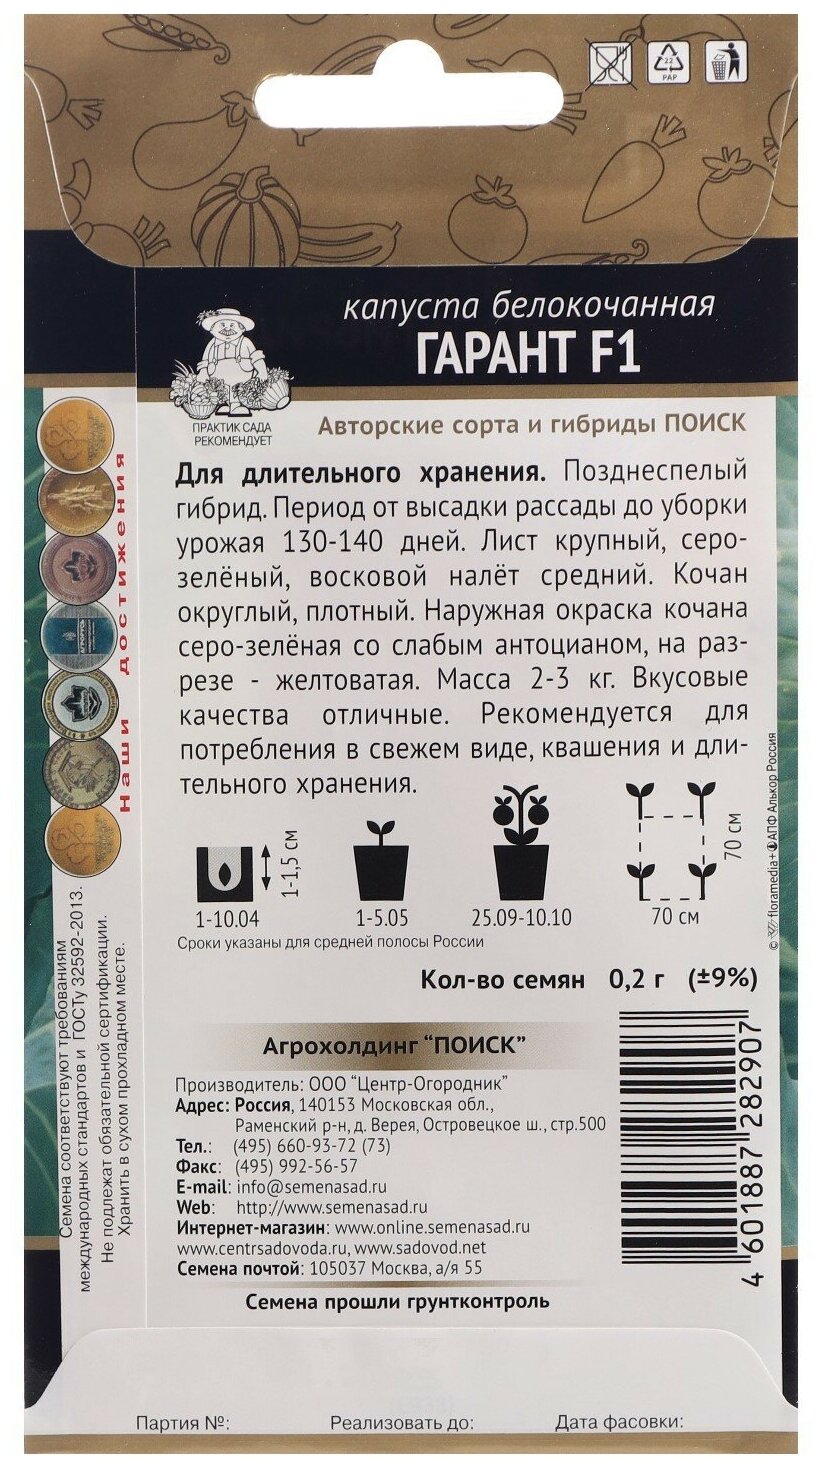 22
PAP
капуста белокочанная
ГАРАНТ F1
ПРАКТИК САДА
РЕКОМЕНДУЕТ
Авторские сорта и гибриды ПОИСК
Для длительного хранения. Позднеспелый
гибрид. Период от высадки рассады до уборки
урожая 130-140 дней. Лист крупный, серо-
зелёный, восковой налёт средний. Кочан
округлый, плотный. Наружная окраска кочана
серо-зелёная со слабым антоцианом, на раз-
резе - желтоватая. Масса 2-3 кг. Вкусовые
качества отличные. Рекомендуется для
потребления в свежем виде, квашения и дли-
тельного хранения.
1-1,5 см
70 см
1-10.04
1-5.05
25.09-10.10
70 см
Сроки указаны для средней полосы России
Кол-во семян 0,2 г (±9%)
Агрохолдинг “ПОИСК”
Производитель: ООО “Центр-Огородник”
Адрес: Россия, 140153 Московская обл.,
Раменский р-н, д. Верея, Островецкое ш., стр.500
Тел.: (495) 660-93-72 (73)
Факс: (495) 992-56-57
E-mail: info@semenasad.ru
Web: http://www.semenasad.ru
Интернет-магазин: www.online.semenasad.ru
www.centrsadovoda.ru, www.sadovod.net
Семена почтой: 105037 Москва, а/я 55
Семена прошли грунтконтроль
Наши достижения
Семена соответствуют требованиям
международных стандартов и ГОСТу 32592-2013.
Не подлежат обязательной сертификации.
Хранить в сухом прохладном месте.
© floramedia+ АПФ Алькор Россия
4 601887 282907
Партия №:
Реализовать до:
Дата фасовки: